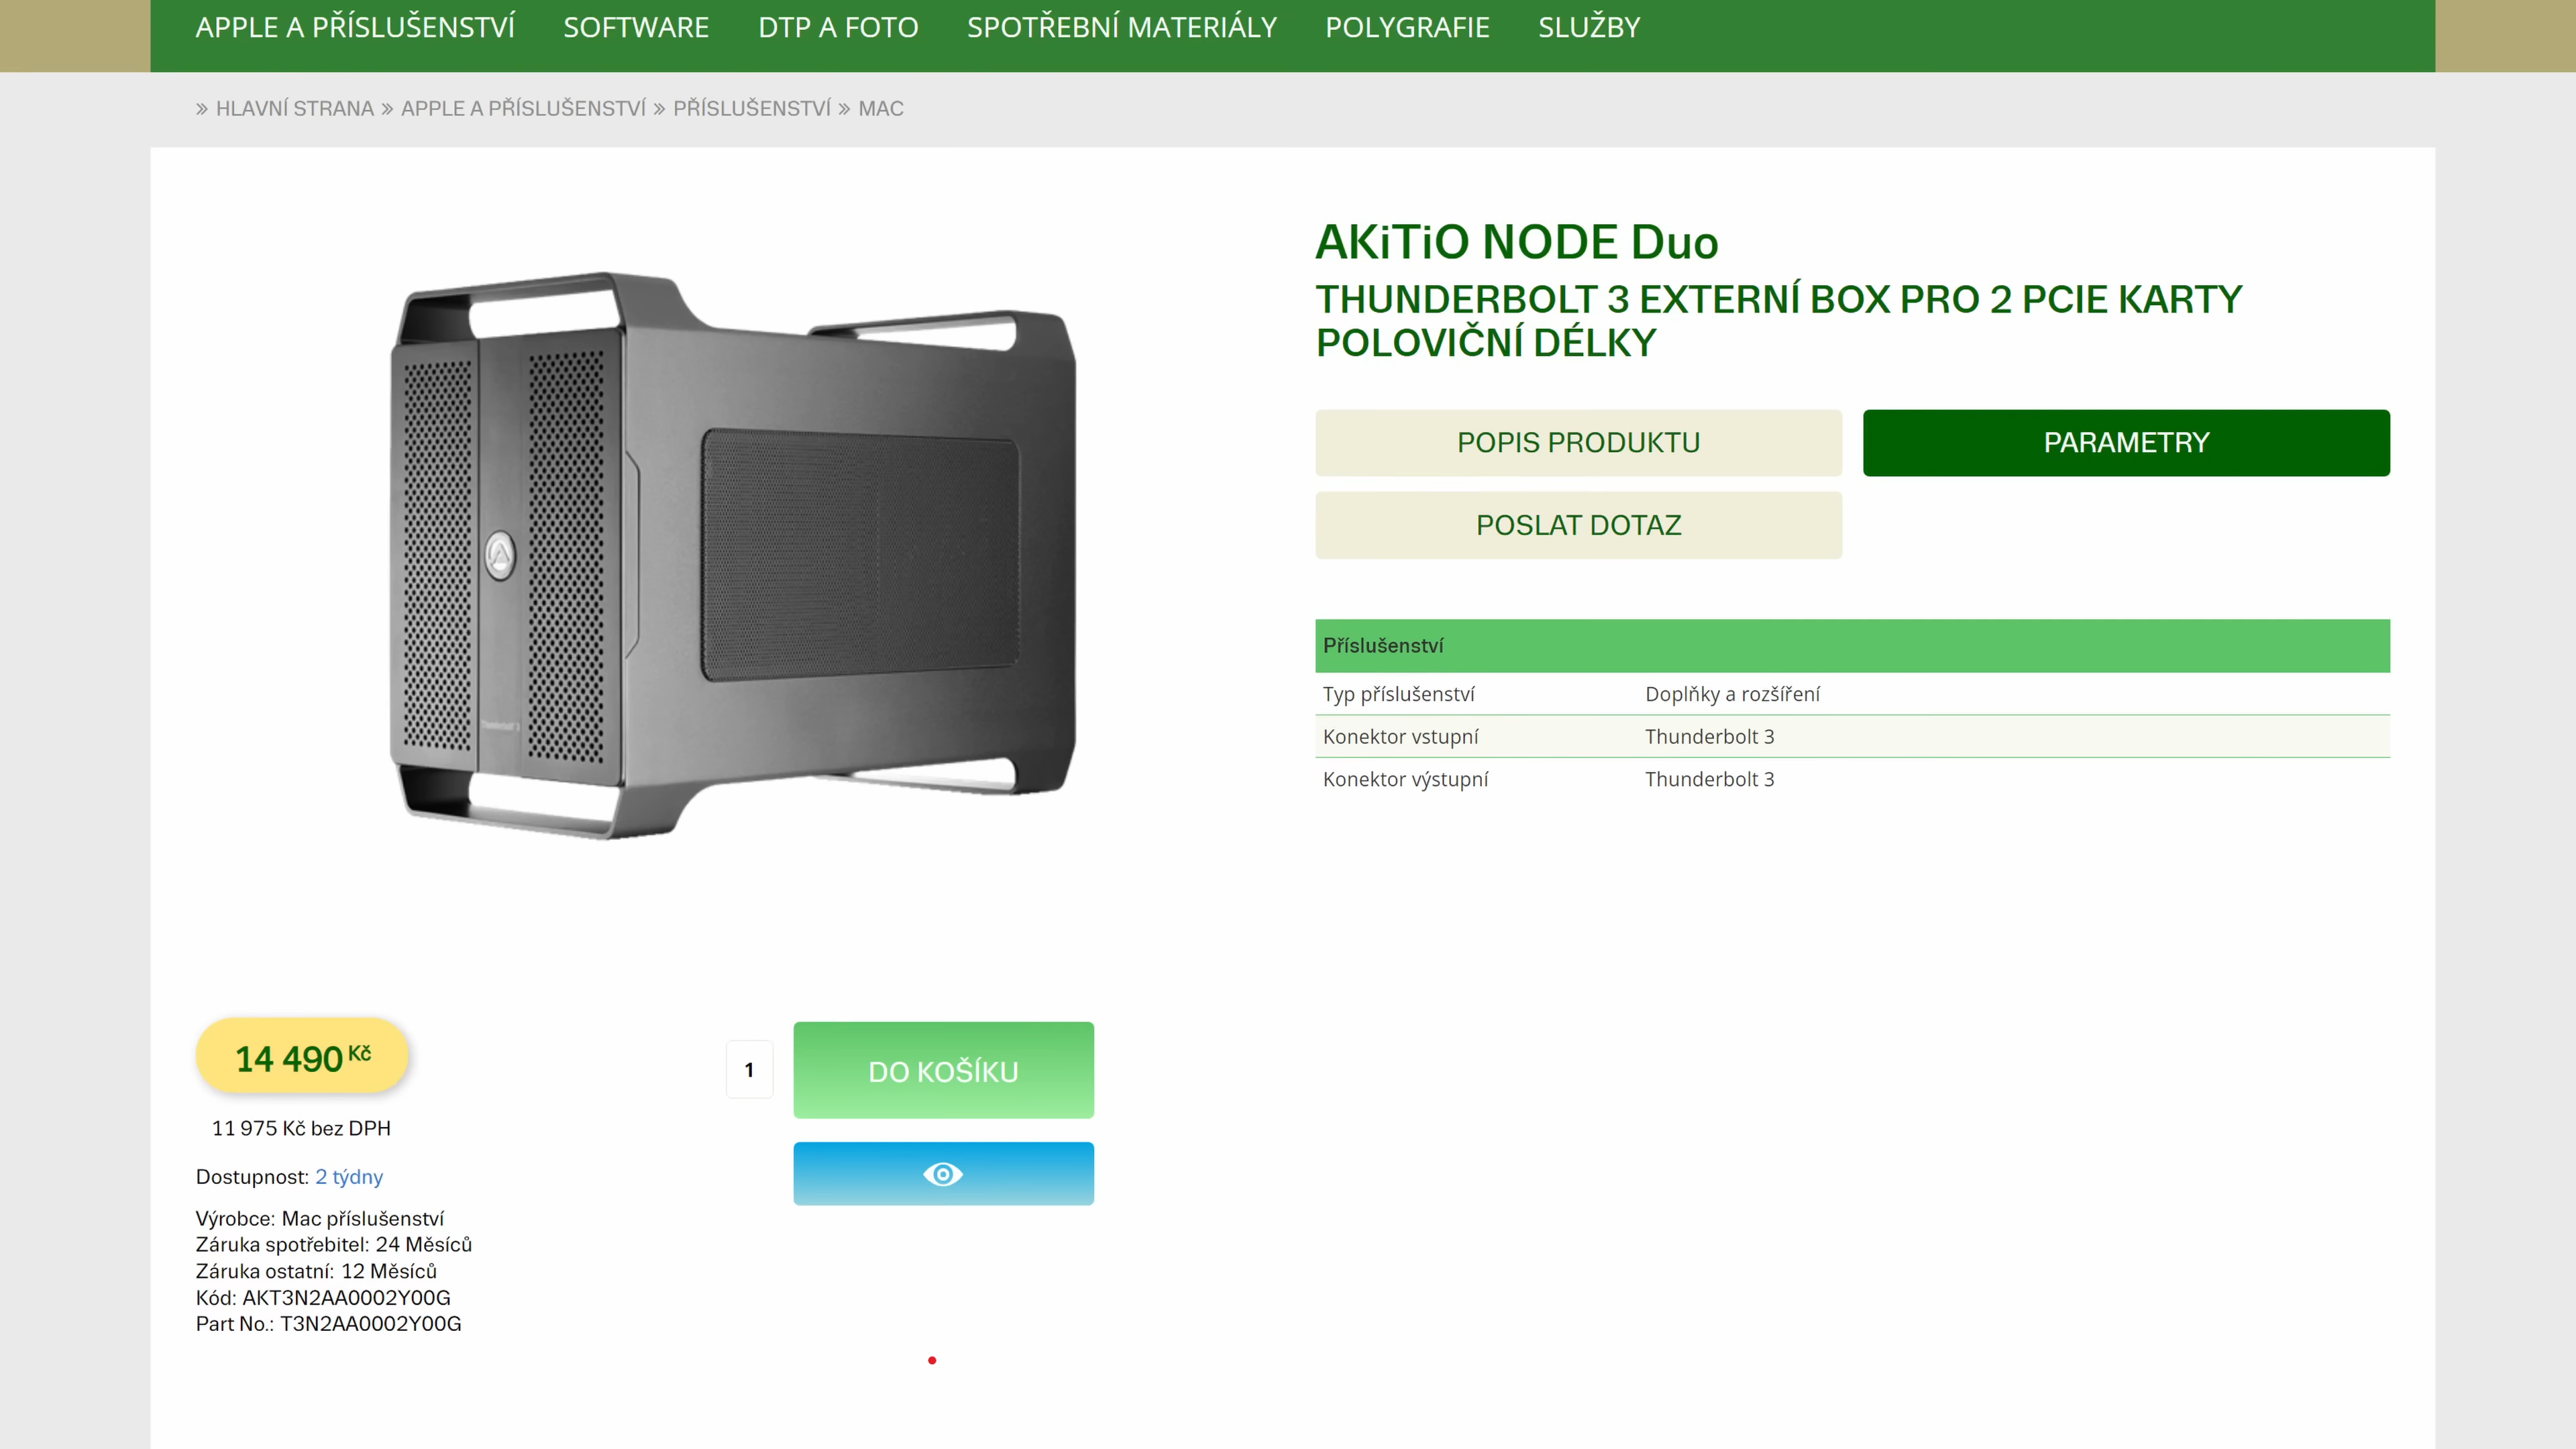 APPLE A PŘÍSLUŠENSTVÍ SOFTWARE DTP A FOTO SPOTŘEBNÍ MATERIÁLY POLYGRAFIE SLUŽBY
» HLAVNÍ STRANA » APPLE A PŘÍSLUŠENSTVÍ » PŘÍSLUŠENSTVÍ » MAC
AKiTiO NODE Duo
THUNDERBOLT 3 EXTERNÍ BOX PRO 2 PCIE KARTY
POLOVIČNÍ DÉLKY
POPIS PRODUKTU PARAMETRY
POSLAT DOTAZ
Příslušenství
Typ příslušenství Doplňky a rozšíření
Konektor vstupní Thunderbolt 3
Konektor výstupní Thunderbolt 3
Thunderbolt 3
14 490 Kč
1 DO KOŠÍKU
11 975 Kč bez DPH
Dostupnost: 2 týdny
Výrobce: Mac příslušenství
Záruka spotřebitel: 24 Měsíců
Záruka ostatní: 12 Měsíců
Kód: AKT3N2AA0002Y00G
Part No.: T3N2AA0002Y00G